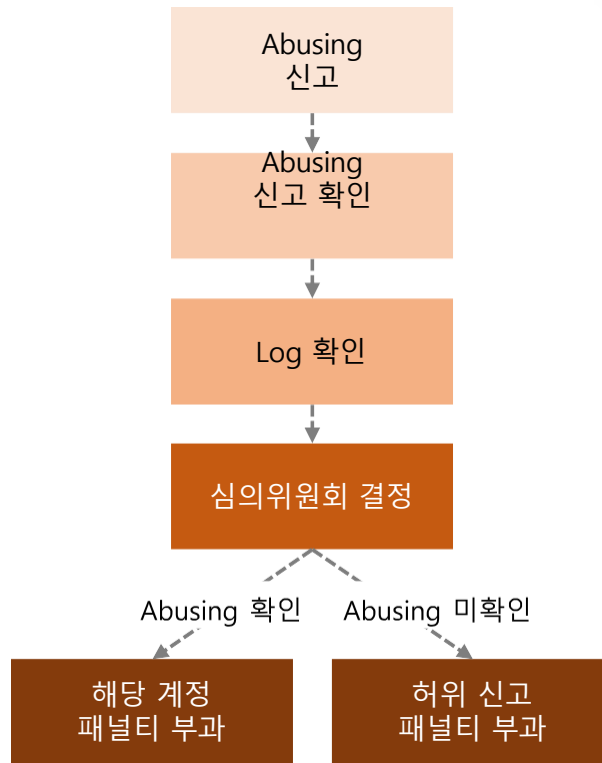 Abusing
신고
Abusing
신고 확인
Log 확인
심의위원회 결정
Abusing 확인
Abusing 미확인
해당 계정
패널티 부과
허위 신고
패널티 부과